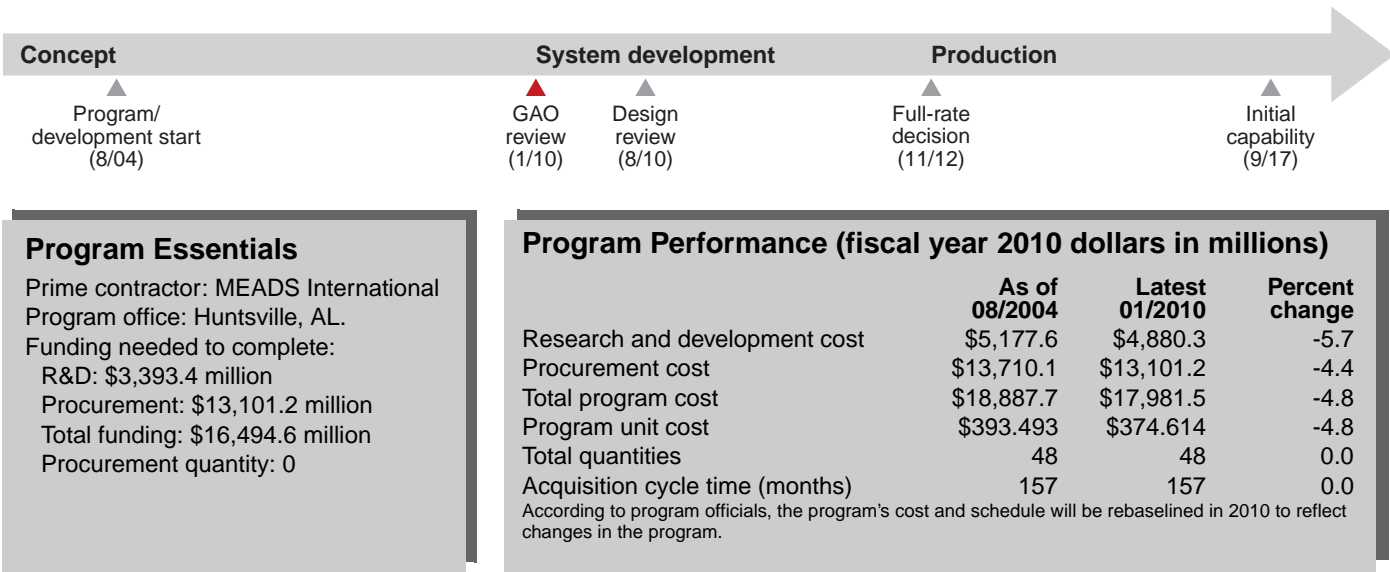 Concept System development Production
Program/
development start
(8/04)
GAO
review
(1/10)
Design
review
(8/10)
Full-rate
decision
(11/12)
Initial
capability
(9/17)
Program Essentials
Prime contractor: MEADS International
Program office: Huntsville, AL.
Funding needed to complete:
R&D: $3,393.4 million
Procurement: $13,101.2 million
Total funding: $16,494.6 million
Procurement quantity: 0
Program Performance (fiscal year 2010 dollars in millions)
As of Latest Percent
08/2004 01/2010 change
Research and development cost $5,177.6 $4,880.3 -5.7
Procurement cost $13,710.1 $13,101.2 -4.4
Total program cost $18,887.7 $17,981.5 -4.8
Program unit cost $393.493 $374.614 -4.8
Total quantities 48 48 0.0
Acquisition cycle time (months) 157 157 0.0
According to program officials, the program's cost and schedule will be rebaselined in 2010 to reflect
changes in the program.